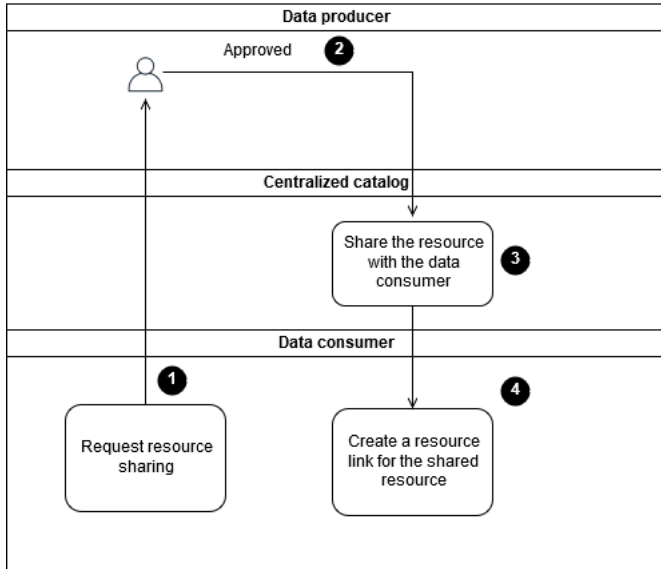 Data producer
Approved
2
Centralized catalog
Share the resource
with the data
consumer
3
Data consumer
1
4
Request resource
sharing
Create a resource
link for the shared
resource